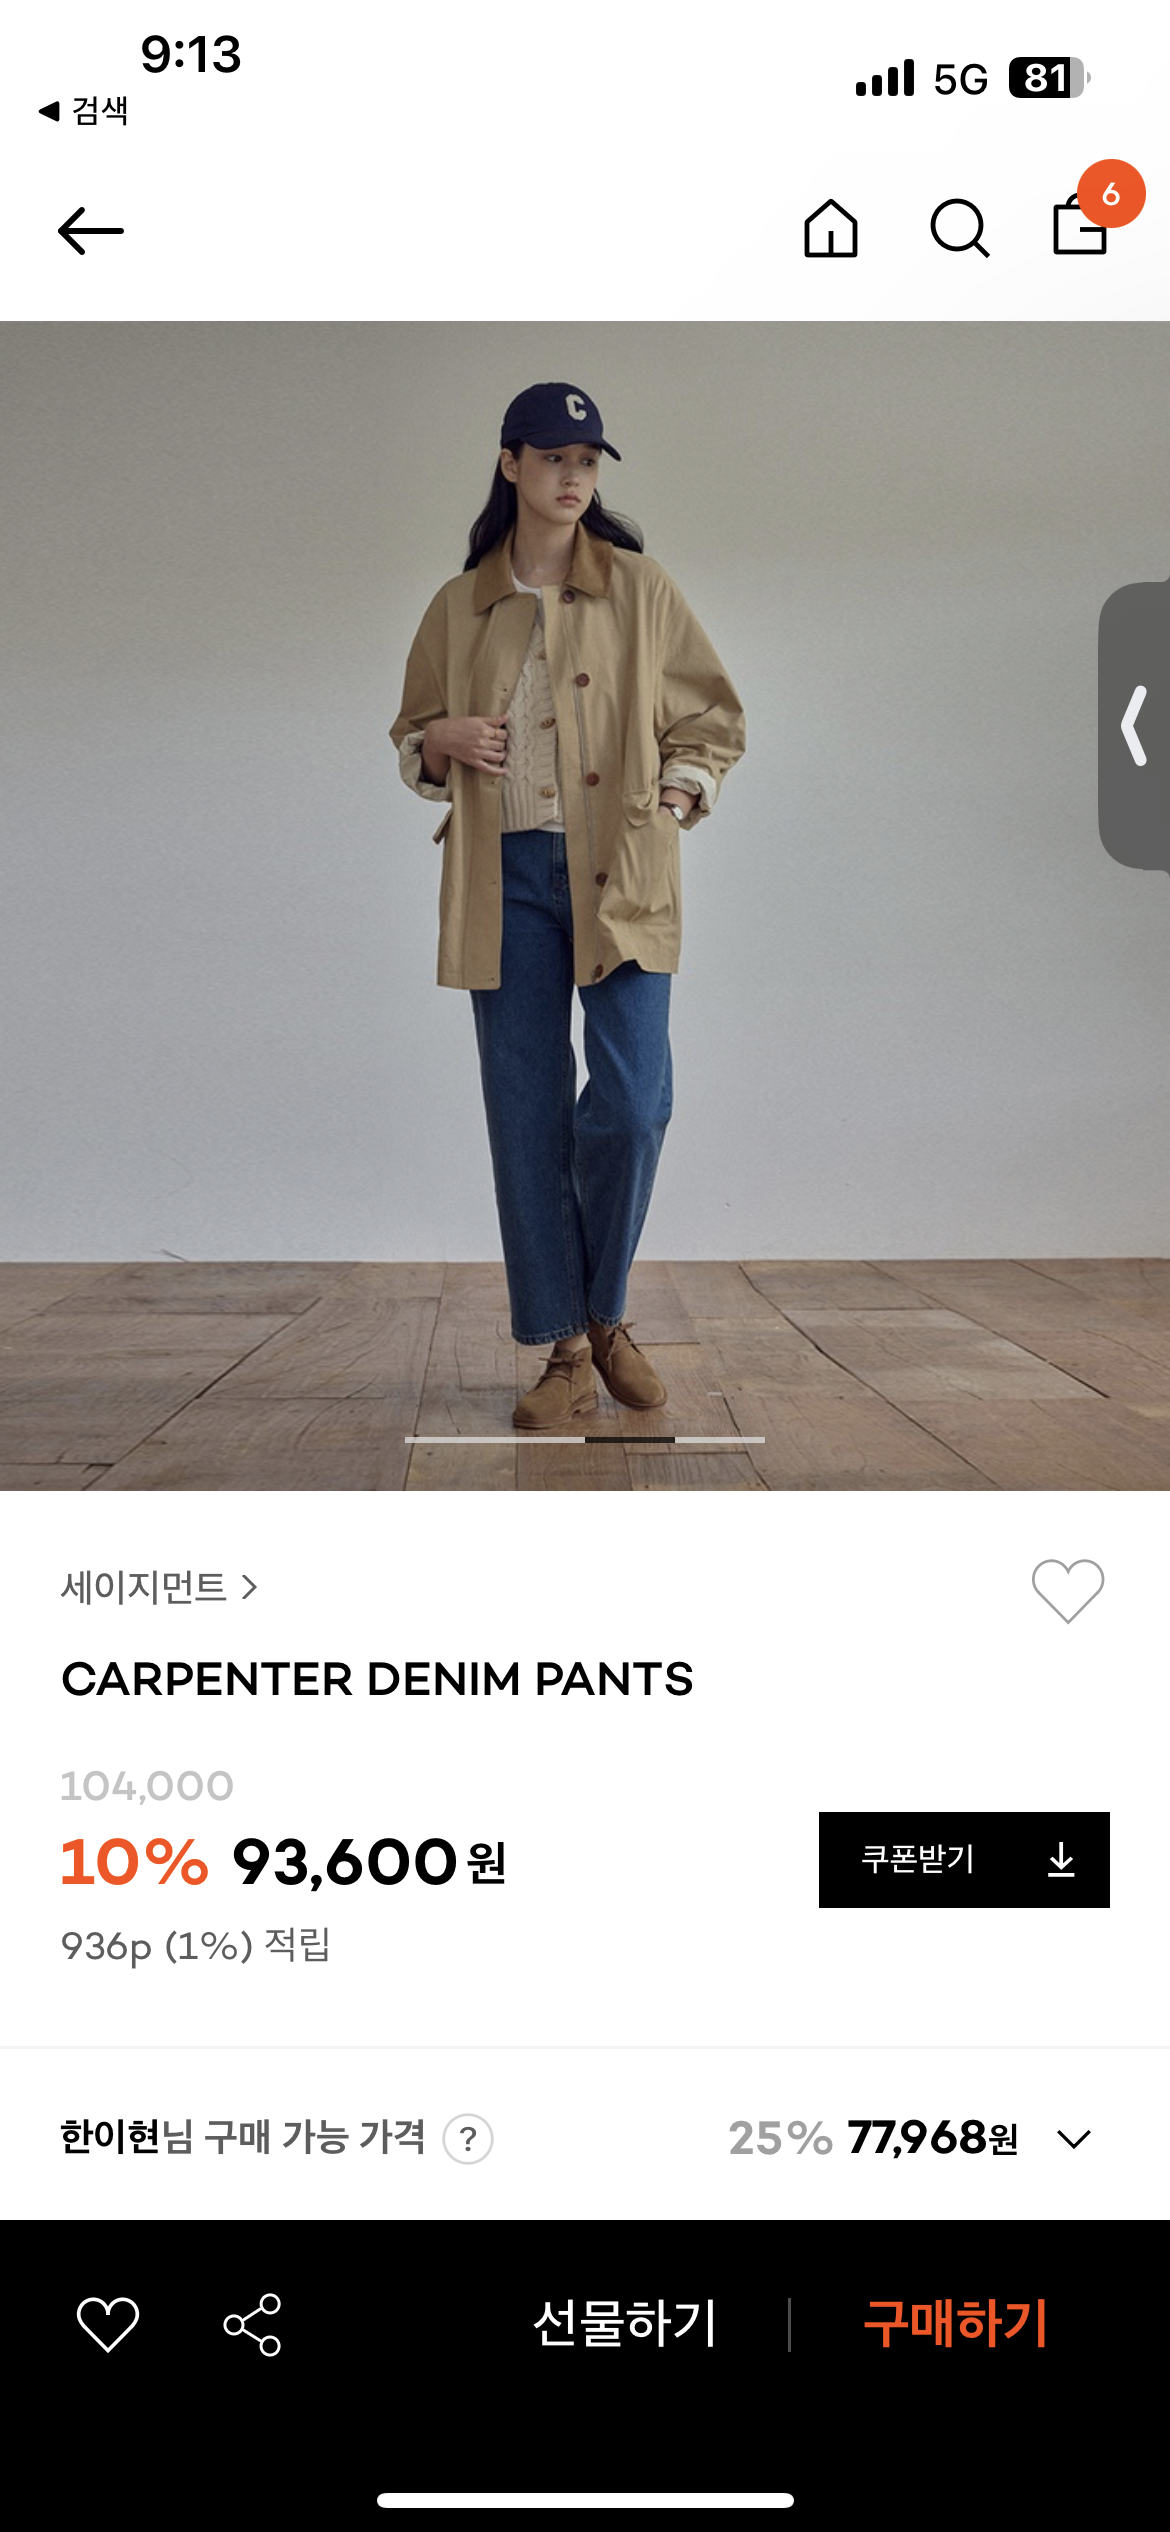 9:13
5G
81
◀ 검색
6
C
세이지먼트 >
CARPENTER DENIM PANTS
104,000
10% 93,600원
쿠폰받기
936p (1%) 적립
한이현님 구매 가능 가격 ?
25% 77,968원
선물하기
구매하기